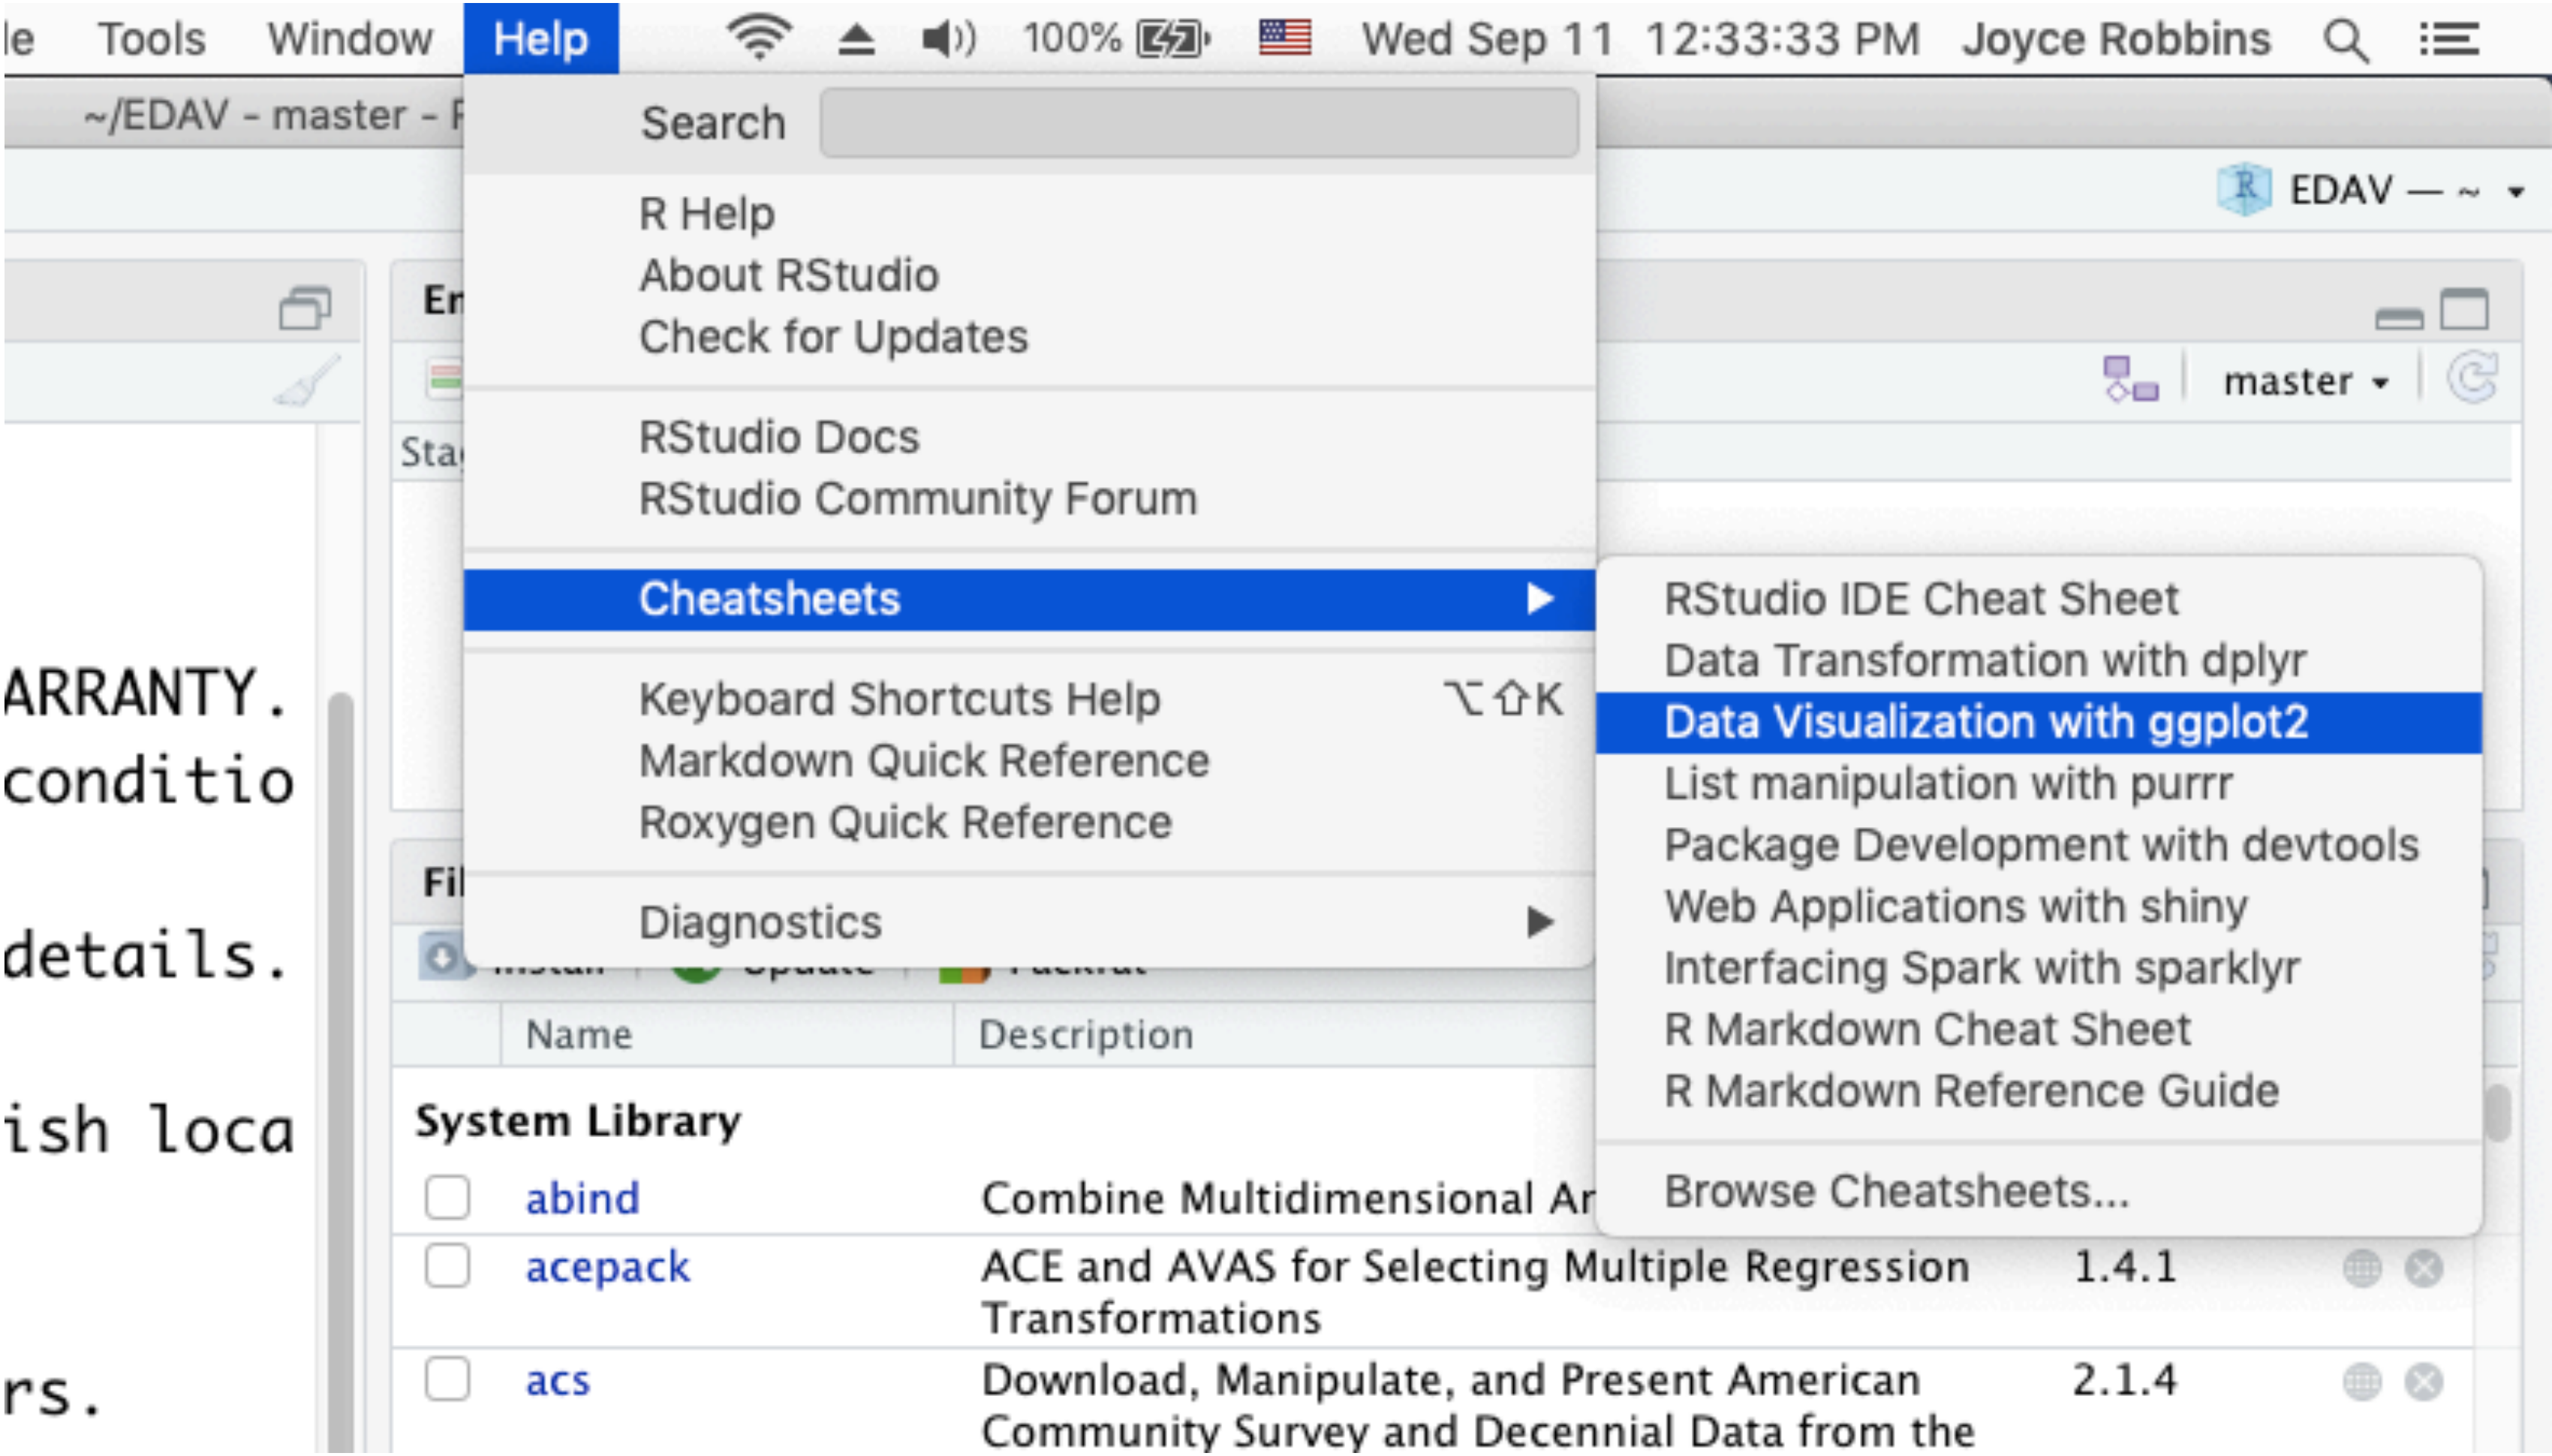 le Tools Window Help 100% Wed Sep 11 12:33:33 PM Joyce Robbins
~/EDAV - master -
Search
EDAV — ~
R Help
About RStudio
Check for Updates
master
RStudio Docs
RStudio Community Forum
Cheatsheets
Keyboard Shortcuts Help ⌥⇧K
Markdown Quick Reference
Roxygen Quick Reference
Diagnostics
RStudio IDE Cheat Sheet
Data Transformation with dplyr
Data Visualization with ggplot2
List manipulation with purrr
Package Development with devtools
Web Applications with shiny
Interfacing Spark with sparklyr
R Markdown Cheat Sheet
R Markdown Reference Guide
Browse Cheatsheets...
ARRANTY.
conditio
details.
ish loca
rs.
Name Description
System Library
abind Combine Multidimensional Ar
acepack ACE and AVAS for Selecting Multiple Regression 1.4.1
Transformations
acs Download, Manipulate, and Present American 2.1.4
Community Survey and Decennial Data from the